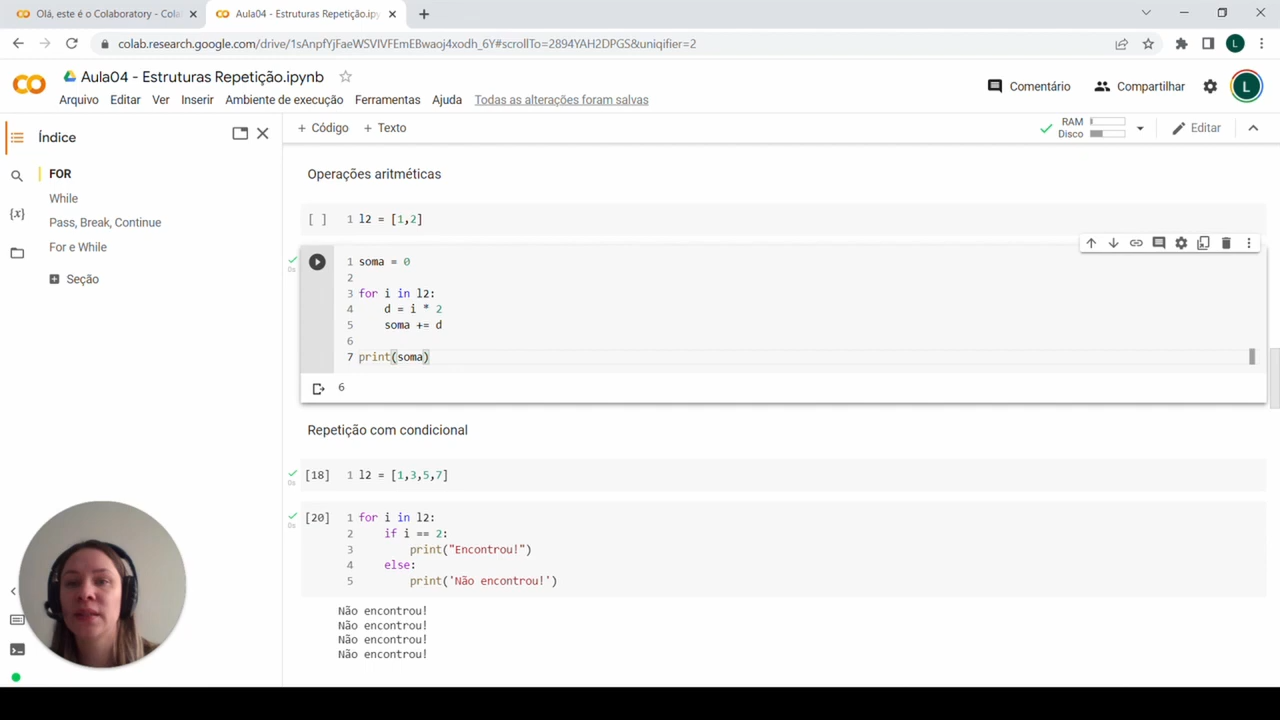 Olá, este é o Colaboratory - Cola
Aula04 - Estruturas Repetição.ipy
colab.research.google.com/drive/1sAnpfYjFaeWSVIVFEmEBwaoj4xodh_6Y#scrollTo=2894YAH2DPGS&uniqifier=2
L
Aula04 - Estruturas Repetição.ipynb
Comentário
Compartilhar
L
Arquivo Editar Ver Inserir Ambiente de execução Ferramentas Ajuda Todas as alterações foram salvas
Índice
+ Código + Texto
RAM
Disco
Editar
FOR
While
Pass, Break, Continue
For e While
Seção
Operações aritméticas
[ ] 1 l2 = [1,2]
0s
1 soma = 0
2
3 for i in l2:
4 d = i * 2
5 soma += d
6
7 print(soma)
6
Repetição com condicional
[18] 1 l2 = [1,3,5,7]
0s
[20] 1 for i in l2:
0s
2 if i == 2:
3 print("Encontrou!")
4 else:
5 print('Não encontrou!')
Não encontrou!
Não encontrou!
Não encontrou!
Não encontrou!